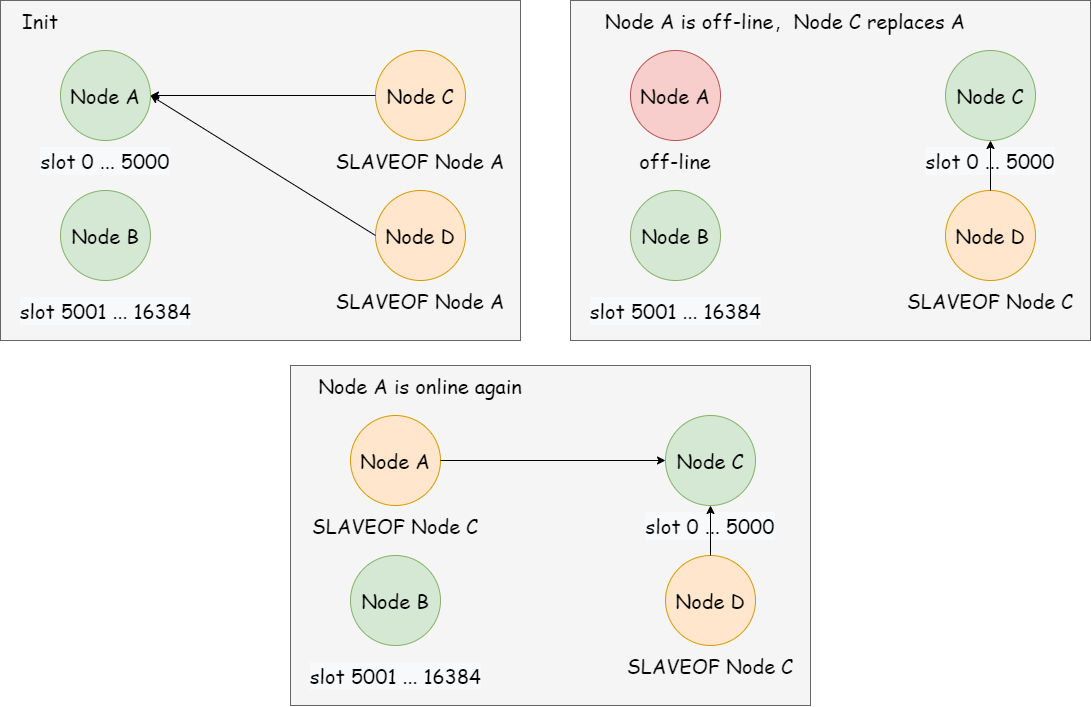 Init
Node A
Node C
slot 0 ... 5000
SLAVEOF Node A
Node B
Node D
SLAVEOF Node A
slot 5001 ... 16384
Node A is off-line, Node C replaces A
Node A
Node C
off-line
slot 0 ... 5000
Node B
Node D
SLAVEOF Node C
slot 5001 ... 16384
Node A is online again
Node A
Node C
SLAVEOF Node C
slot 0 ... 5000
Node B
Node D
SLAVEOF Node C
slot 5001 ... 16384